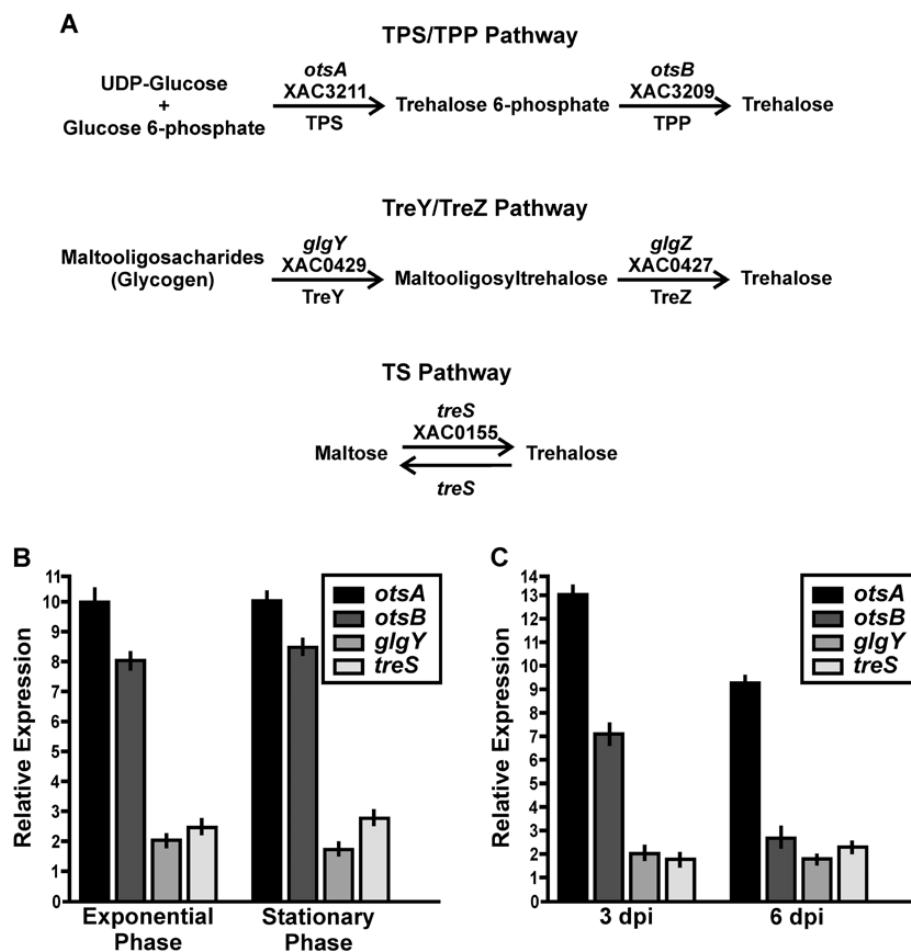 A
TPS/TPP Pathway
UDP-Glucose
+
Glucose 6-phosphate
otsA
XAC3211
TPS
Trehalose 6-phosphate
otsB
XAC3209
TPP
Trehalose
TreY/TreZ Pathway
Maltooligosacharides
(Glycogen)
glgY
XAC0429
TreY
Maltooligosyltrehalose
glgZ
XAC0427
TreZ
Trehalose
TS Pathway
treS
XAC0155
Maltose
Trehalose
treS
B
Relative Expression
11
10
9
8
7
6
5
4
3
2
1
0
otsA
otsB
glgY
treS
Exponential
Phase
Stationary
Phase
C
Relative Expression
14
13
12
11
10
9
8
7
6
5
4
3
2
1
0
otsA
otsB
glgY
treS
3 dpi
6 dpi